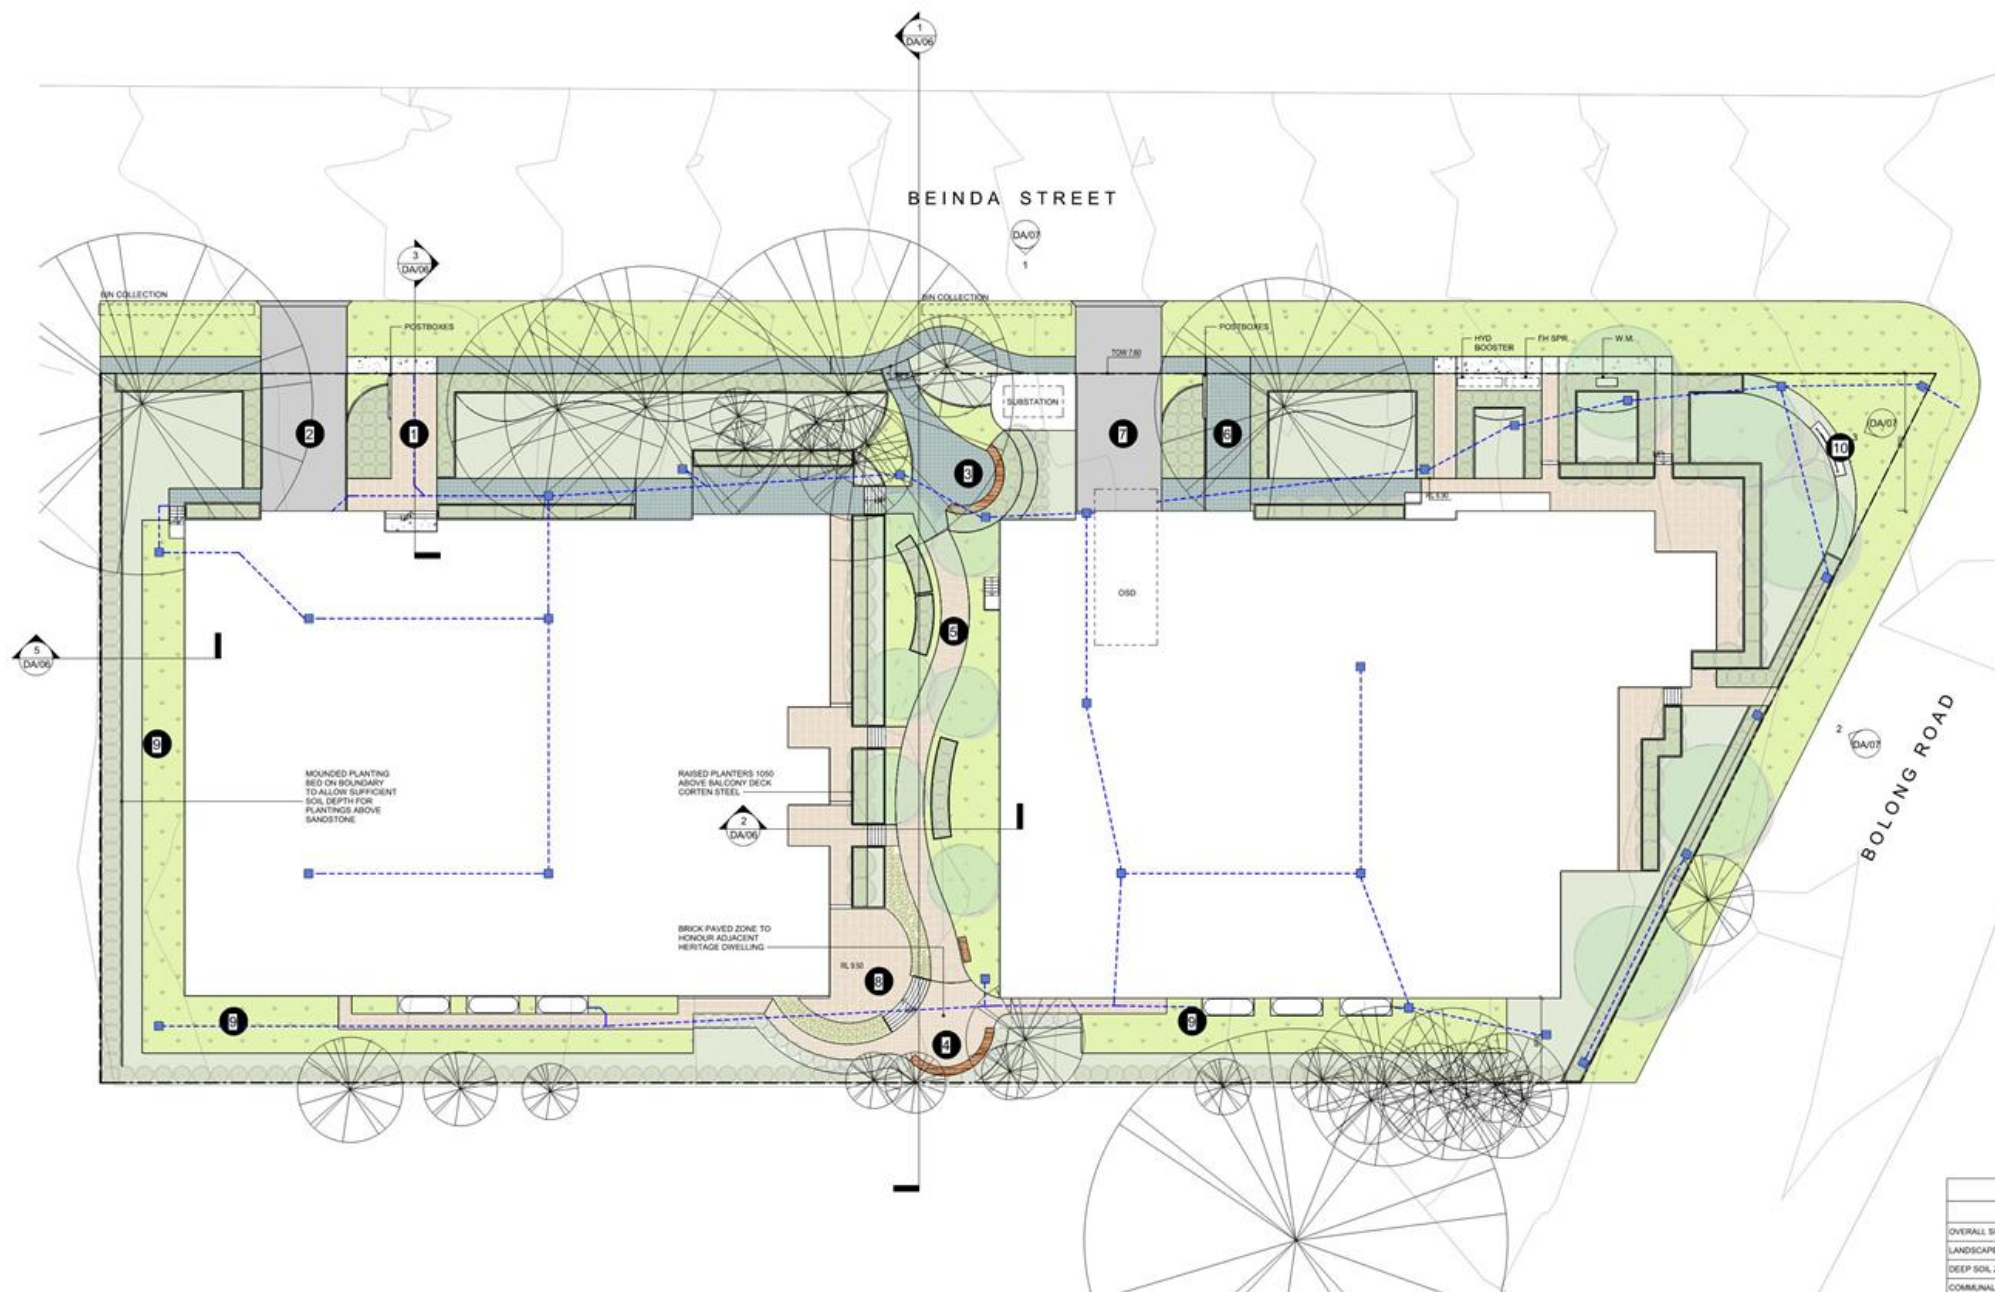 1
DA/06
BEINDA STREET
DA/07
1
3
DA/06
BIN COLLECTION
BIN COLLECTION
POSTBOXES
POSTBOXES
TOW 7.60
HYD
BOOSTER
FH SPR
W.M.
SUBSTATION
2
1
3
7
6
10
3
DA/07
UP
UP
OSD
5
5
DA/06
9
MOUNDED PLANTING
BED ON BOUNDARY
TO ALLOW SUFFICIENT
SOIL DEPTH FOR
PLANTINGS ABOVE
SANDSTONE
RAISED PLANTERS 1050
ABOVE BALCONY DECK
CORTEN STEEL
2
DA/06
2
DA/07
BOLONG ROAD
BRICK PAVED ZONE TO
HONOUR ADJACENT
HERITAGE DWELLING
RL 9.50
8
9
4
9
OVERALL
LANDSCAPE
DEEP SOIL
COMMUNAL